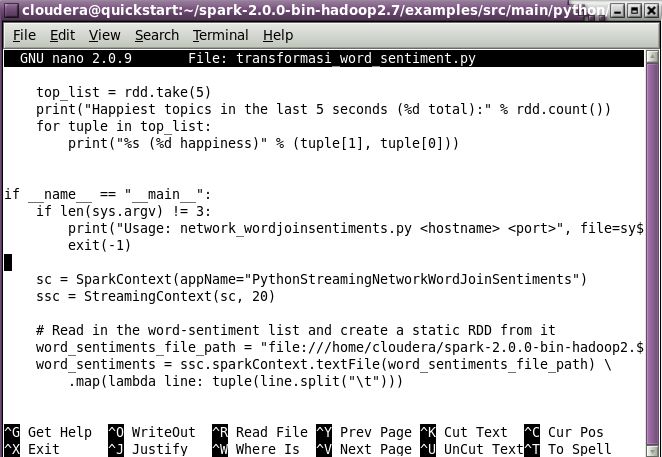 cloudera@quickstart:~/spark-2.0.0-bin-hadoop2.7/examples/src/main/python/
File Edit View Search Terminal Help
GNU nano 2.0.9 File: transformasi_word_sentiment.py
    top_list = rdd.take(5)
    print("Happiest topics in the last 5 seconds (%d total):" % rdd.count())
    for tuple in top_list:
        print("%s (%d happiness)" % (tuple[1], tuple[0]))
if __name__ == "__main__":
    if len(sys.argv) != 3:
        print("Usage: network_wordjoinsentiments.py <hostname> <port>", file=sy$
        exit(-1)
    sc = SparkContext(appName="PythonStreamingNetworkWordJoinSentiments")
    ssc = StreamingContext(sc, 20)
    # Read in the word-sentiment list and create a static RDD from it
    word_sentiments_file_path = "file:///home/cloudera/spark-2.0.0-bin-hadoop2.$
    word_sentiments = ssc.sparkContext.textFile(word_sentiments_file_path) \
        .map(lambda line: tuple(line.split("\t")))
^G Get Help ^O WriteOut ^R Read File ^Y Prev Page ^K Cut Text ^C Cur Pos
^X Exit ^J Justify ^W Where Is ^V Next Page ^U UnCut Text ^T To Spell